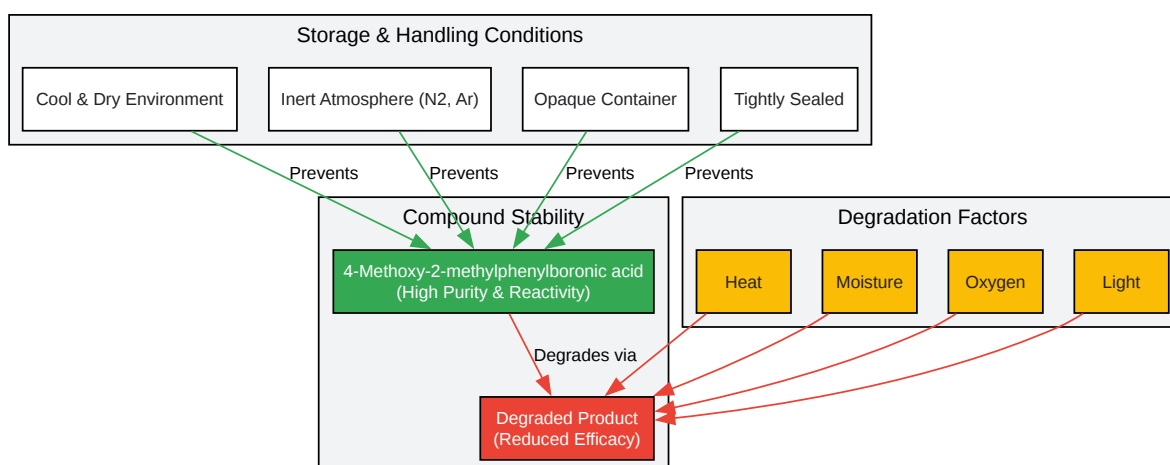 Storage & Handling Conditions
Cool & Dry Environment
Inert Atmosphere (N2, Ar)
Opaque Container
Tightly Sealed
Prevents
Prevents
Prevents
Prevents
Compound Stability
Degradation Factors
4-Methoxy-2-methylphenylboronic acid
(High Purity & Reactivity)
Heat
Moisture
Oxygen
Light
Degrades via
Degraded Product
(Reduced Efficacy)